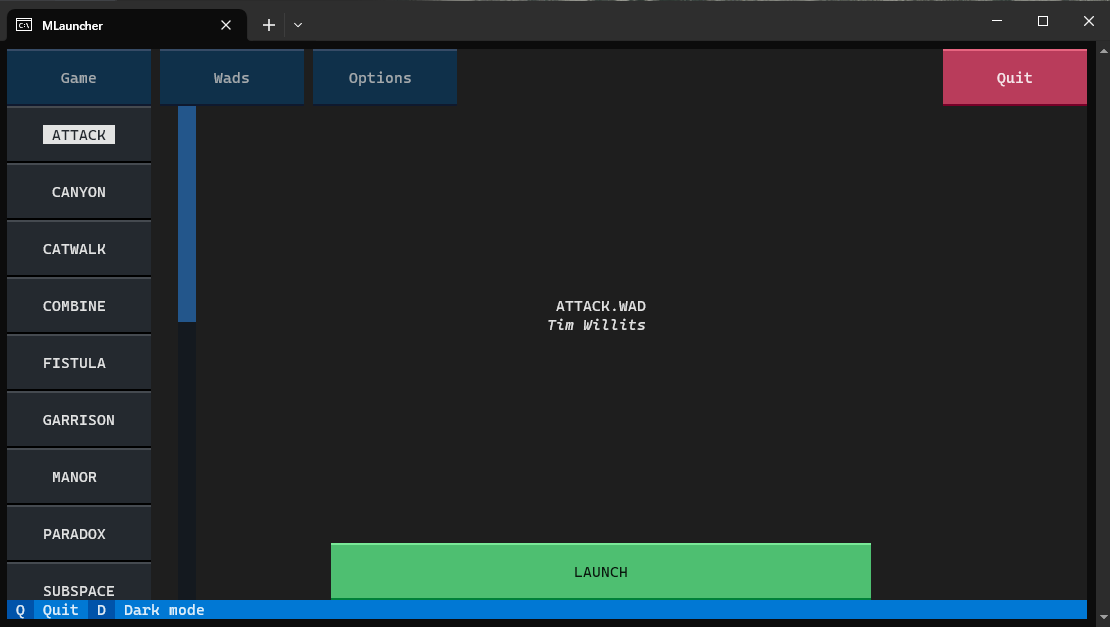 MLauncher
Game Wads Options Quit
ATTACK
CANYON
CATWALK
COMBINE
FISTULA
GARRISON
MANOR
PARADOX
SUBSPACE
ATTACK.WAD
Tim Willits
LAUNCH
Q Quit D Dark mode